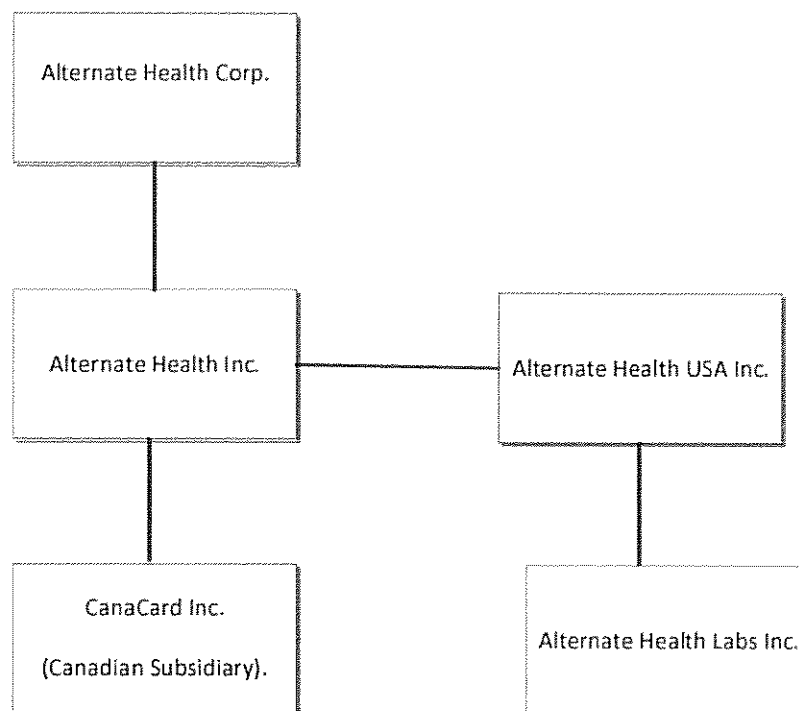 Alternate Health Corp.
Alternate Health Inc.
Alternate Health USA Inc.
CanaCard Inc.
(Canadian Subsidiary).
Alternate Health Labs Inc.